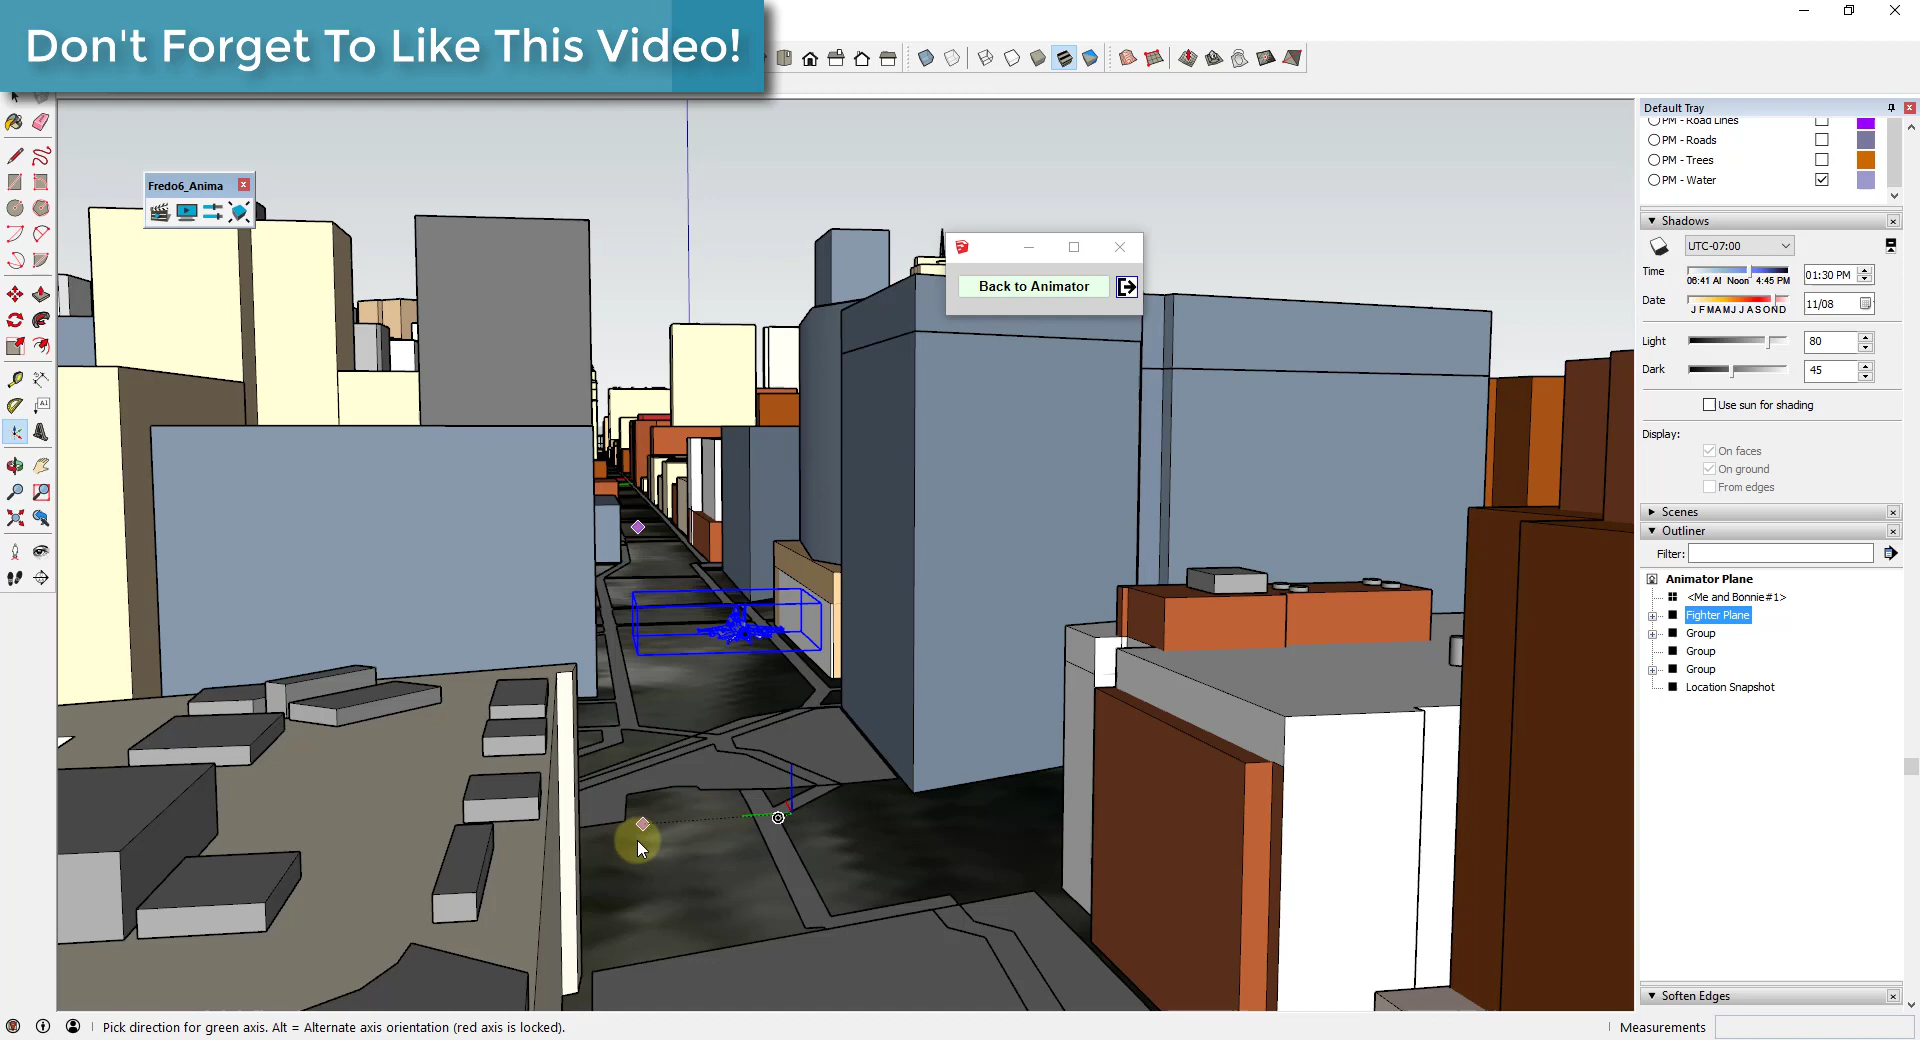 Don't Forget To Like This Video!
Default Tray
PM - Road Lines
PM - Roads
PM - Trees
PM - Water
Fredo6_Anima
Shadows
UTC-07:00
Time
06:41 AI Noon 4:45 PM
01:30 PM
Date
J F M A M J J A S O N D
11/08
Back to Animator
Light
80
Dark
45
Use sun for shading
Display:
On faces
On ground
From edges
Scenes
Outliner
Filter:
Animator Plane
<Me and Bonnie#1>
Fighter Plane
Group
Group
Group
Location Snapshot
A1
Soften Edges
Pick direction for green axis. Alt = Alternate axis orientation (red axis is locked).
Measurements